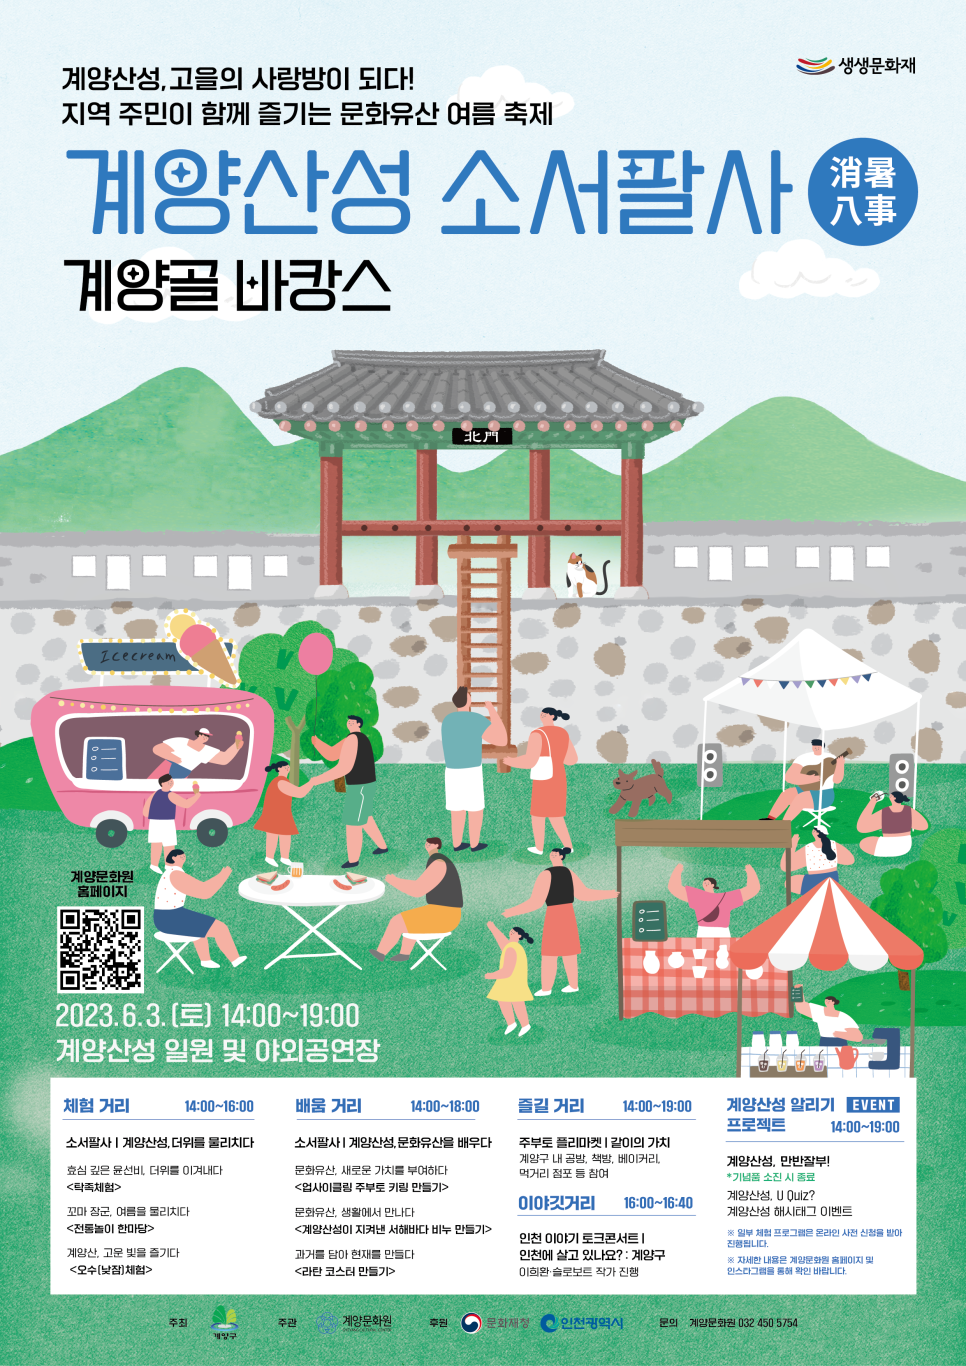 계양산성, 고을의 사랑방이 되다!
지역 주민이 함께 즐기는 문화유산 여름 축제
생생문화재
계양산성 소서팔사
消暑
八事
계양골 바캉스
北門
Icecream
계양문화원
홈페이지
2023. 6. 3. (토) 14:00~19:00
계양산성 일원 및 야외공연장
체험 거리 14:00~16:00
소서팔사 | 계양산성, 더위를 물리치다
효심 깊은 윤선비, 더위를 이겨내다
<탁족체험>
꼬마 장군, 여름을 물리치다
<전통놀이 한마당>
계양산, 고운 빛을 즐기다
<오수(낮잠)체험>
배움 거리 14:00~18:00
소서팔사 | 계양산성, 문화유산을 배우다
문화유산, 새로운 가치를 부여하다
<업사이클링 주부토 키링 만들기>
문화유산, 생활에서 만나다
<계양산성이 지켜낸 서해바다 비누 만들기>
과거를 담아 현재를 만들다
<라탄 코스터 만들기>
즐길 거리 14:00~19:00
주부토 플리마켓 | 같이의 가치
계양구 내 공방, 책방, 베이커리,
먹거리 점포 등 참여
이야깃거리 16:00~16:40
인천 이야기 토크콘서트 |
인천에 살고 있나요? : 계양구
이희환·슬로보트 작가 진행
계양산성 알리기 EVENT
프로젝트 14:00~19:00
계양산성, 만반잘부!
*기념품 소진 시 종료
계양산성, U Quiz?
계양산성 해시태그 이벤트
※ 일부 체험 프로그램은 온라인 사전 신청을 받아
진행됩니다.
※ 자세한 내용은 계양문화원 홈페이지 및
인스타그램을 통해 확인 바랍니다.
주최 계양구 주관 계양문화원 후원 문화재청 인천광역시 문의 계양문화원 032 450 5754